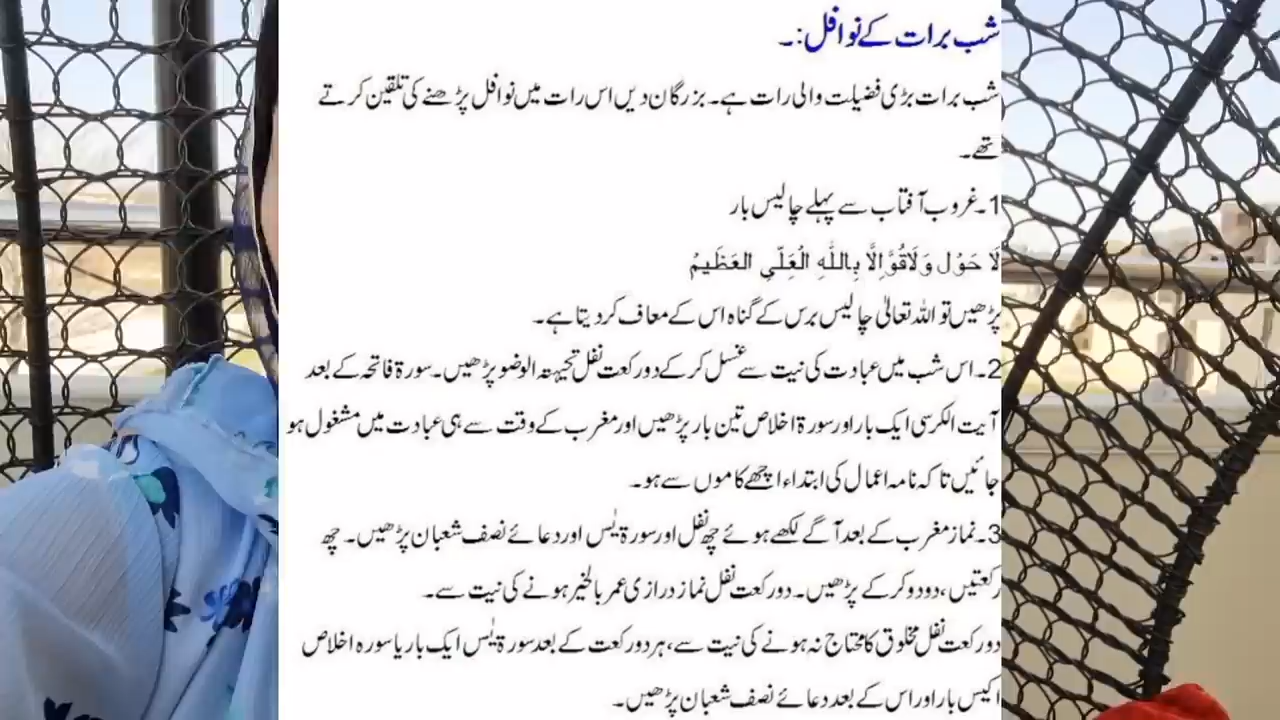 شب برات کے نوافل:۔
شب برات بڑی فضیلت والی رات ہے۔ بزرگان دیں اس رات میں نوافل پڑھنے کی تلقین کرتے
تھے۔
1۔غروب آفتاب سے پہلے چالیس بار
لَا حَوْل وَلَاقُوَّۃَ اِلَّا بِاللّٰهِ الْعَلِّیِ الْعَظَیْمُ
پڑھیں تو اللہ تعالیٰ چالیس برس کے گناہ اس کے معاف کر دیتا ہے۔
2۔اس شب میں عبادت کی نیت سے غسل کر کے دو رکعت نفل تحیۃ الوضو پڑھیں۔سورۃ فاتحہ کے بعد
آیت الکرسی ایک بار اور سورۃ اخلاص تین بار پڑھیں اور مغرب کے وقت سے ہی عبادت میں مشغول ہو
جائیں تا کہ نامہ اعمال کی ابتداء اچھے کاموں سے ہو۔
3۔نماز مغرب کے بعد آگے لکھے ہوئے چھ نفل اور سورۃ یٰس اور دعائے نصف شعبان پڑھیں۔ چھ
رکعتیں، دو دو کر کے پڑھیں۔ دو رکعت نفل نماز درازی عمر بالخیر ہونے کی نیت سے۔
دو رکعت نفل مخلوق کا محتاج نہ ہونے کی نیت سے، ہر دو رکعت کے بعد سورۃ یٰس ایک بار یا سورہ اخلاص
اکیس بار اور اس کے بعد دعائے نصف شعبان پڑھیں۔